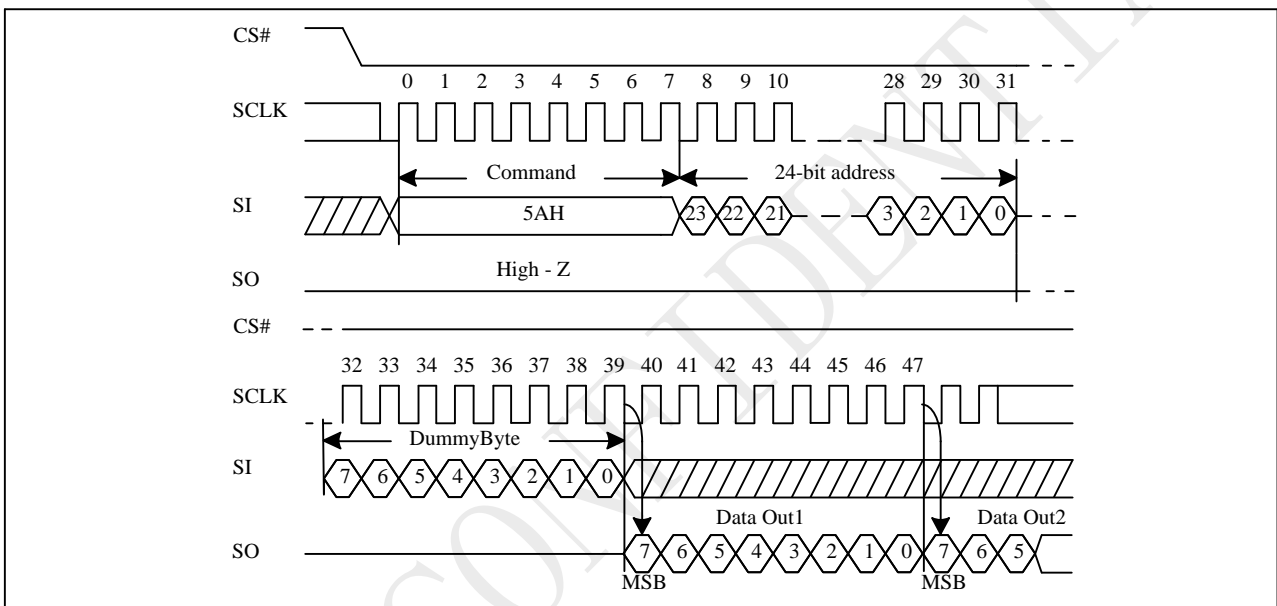 CS#
0 1 2 3 4 5 6 7 8 9 10 28 29 30 31
SCLK
Command 24-bit address
SI 5AH 23 22 21 3 2 1 0
SO High - Z
CS#
32 33 34 35 36 37 38 39 40 41 42 43 44 45 46 47
SCLK
DummyByte
SI 7 6 5 4 3 2 1 0
Data Out1 Data Out2
SO 7 6 5 4 3 2 1 0 7 6 5
MSB MSB